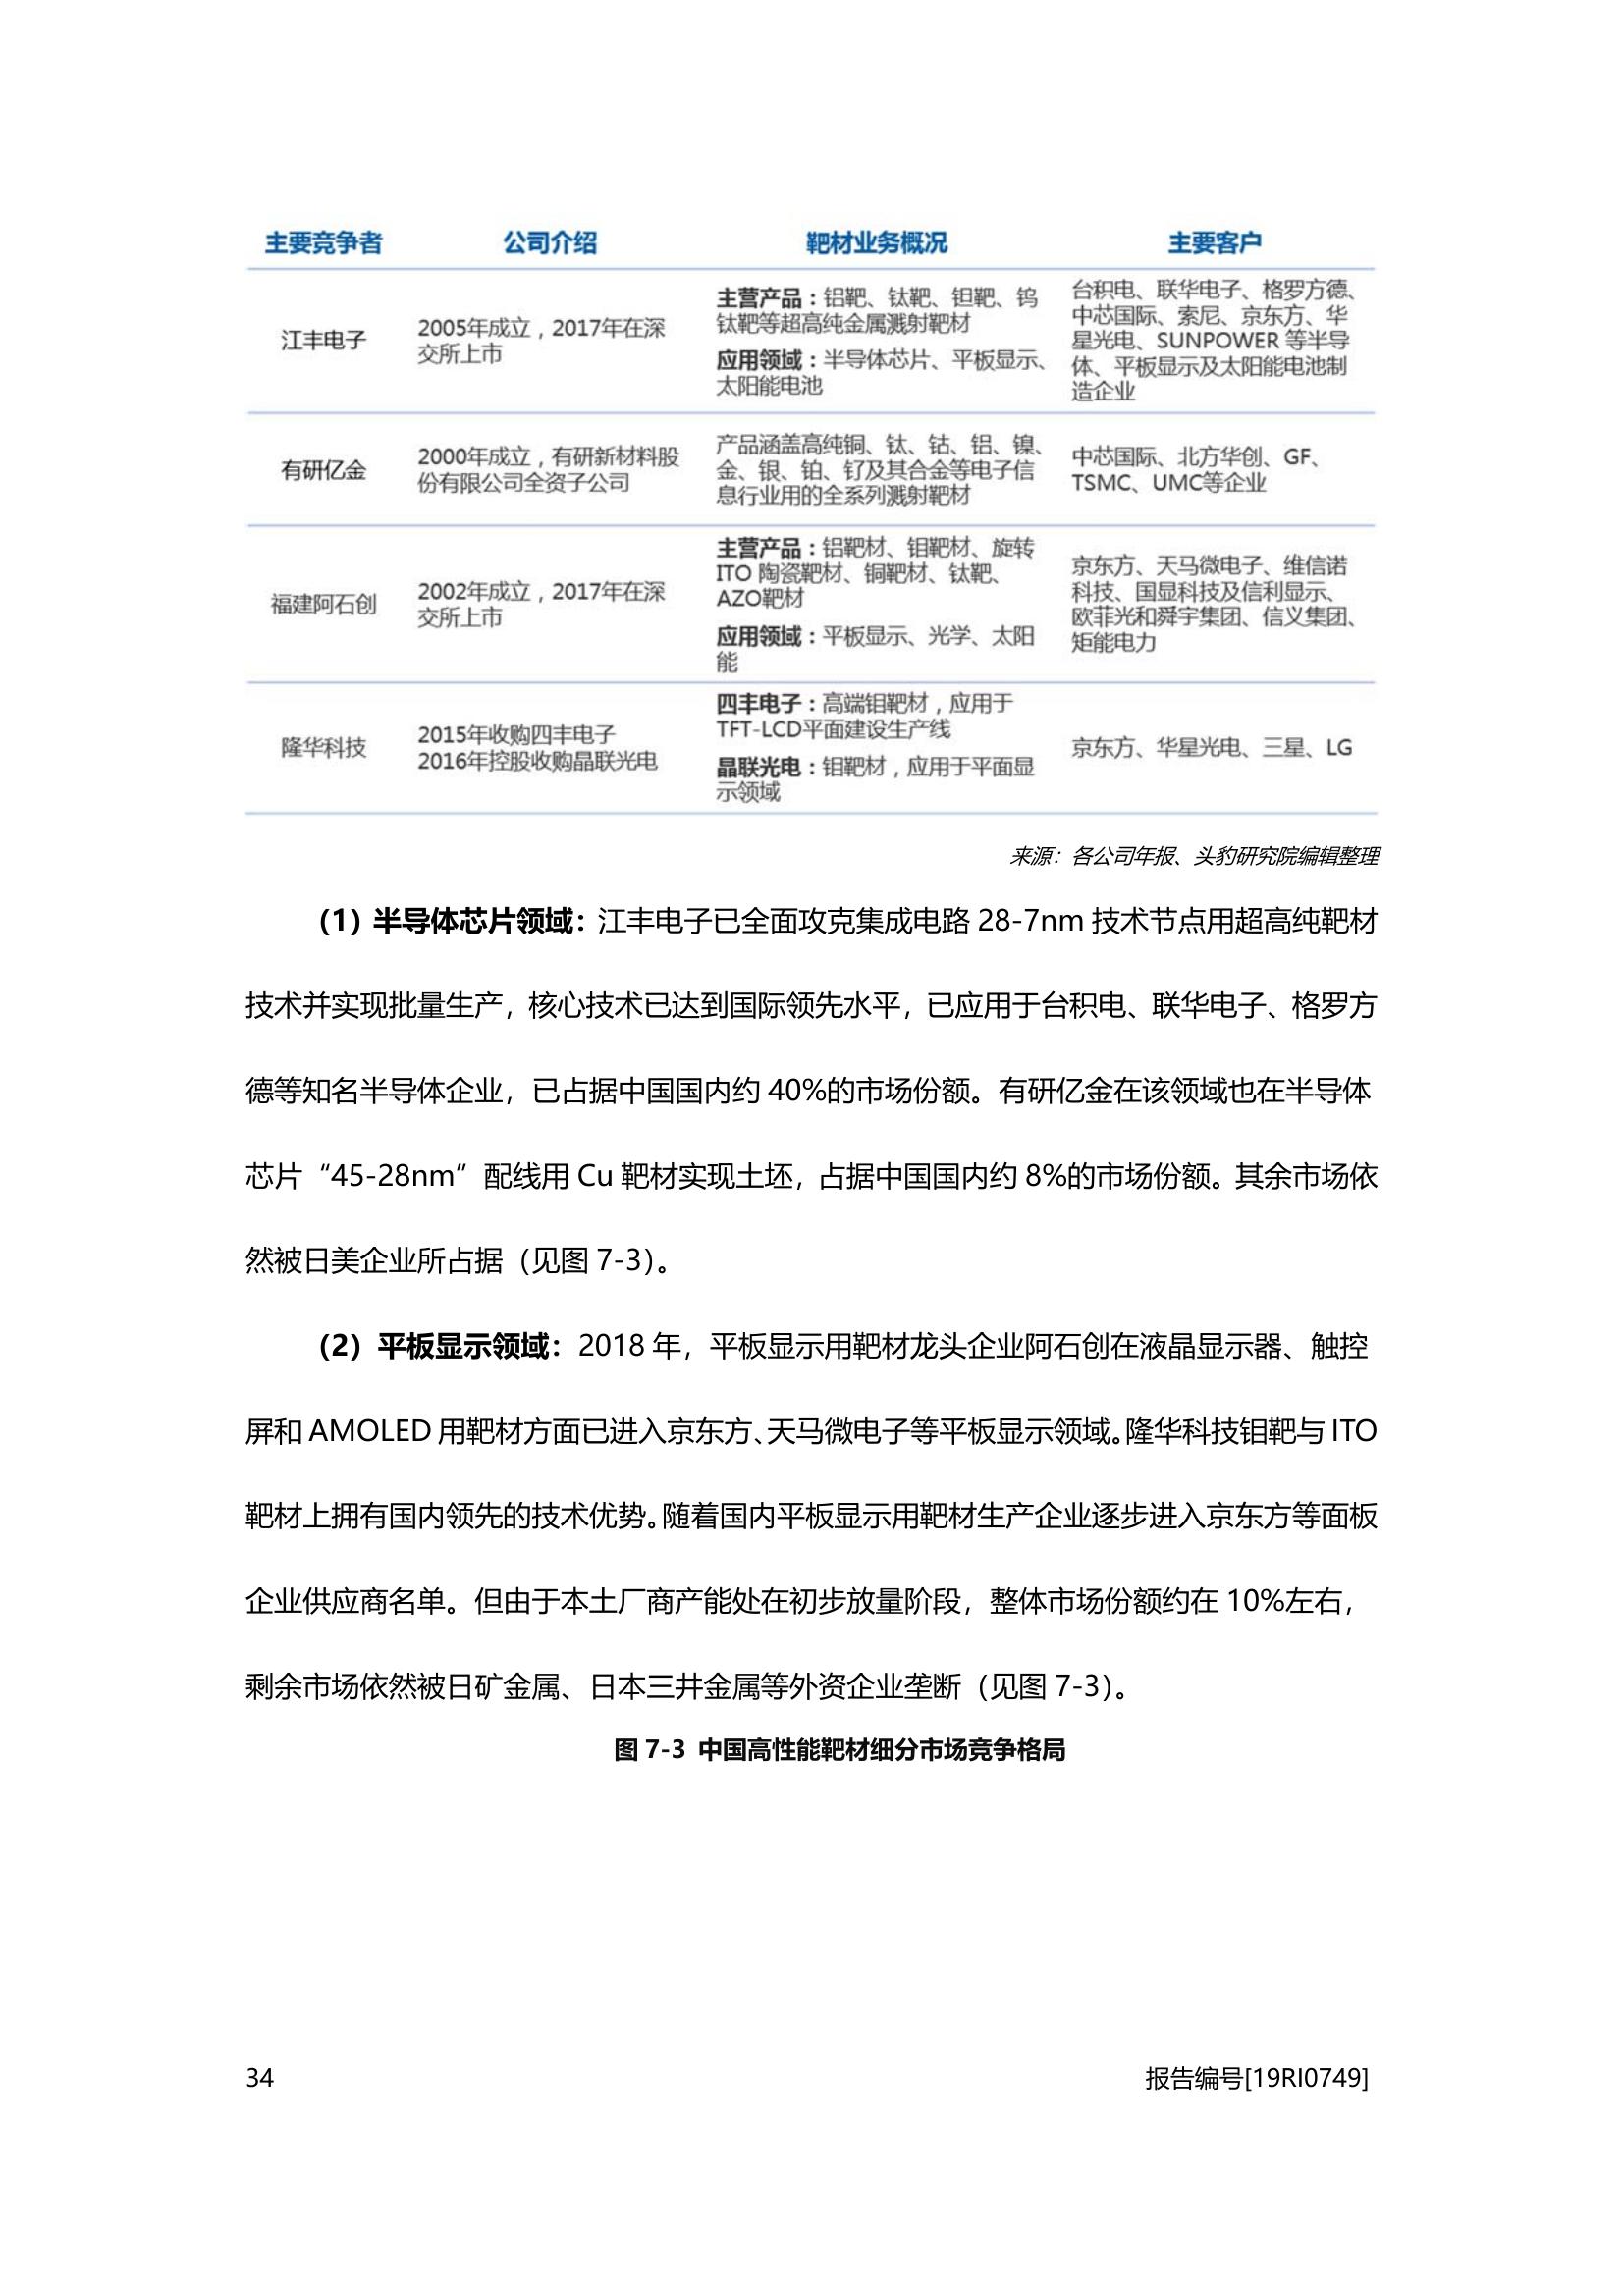 主要竞争者 公司介绍 靶材业务概况 主要客户
江丰电子
2005年成立，2017年在深
交所上市
主营产品：铝靶、钛靶、钽靶、钨
钛靶等超高纯金属溅射靶材
应用领域：半导体芯片、平板显示、
太阳能电池
台积电、联华电子、格罗方德、
中芯国际、索尼、京东方、华
星光电、SUNPOWER 等半导
体、平板显示及太阳能电池制
造企业
有研亿金
2000年成立，有研新材料股
份有限公司全资子公司
产品涵盖高纯铜、钛、钴、铝、镍、
金、银、铂、钌及其合金等电子信
息行业用的全系列溅射靶材
中芯国际、北方华创、GF、
TSMC、UMC等企业
福建阿石创
2002年成立，2017年在深
交所上市
主营产品：铝靶材、钼靶材、旋转
ITO 陶瓷靶材、铜靶材、钛靶、
AZO靶材
应用领域：平板显示、光学、太阳
能
京东方、天马微电子、维信诺
科技、国显科技及信利显示、
欧菲光和舜宇集团、信义集团、
矩能电力
隆华科技
2015年收购四丰电子
2016年控股收购晶联光电
四丰电子：高端钼靶材，应用于
TFT-LCD平面建设生产线
晶联光电：钼靶材，应用于平面显
示领域
京东方、华星光电、三星、LG
来源：各公司年报、头豹研究院编辑整理
（1）半导体芯片领域：江丰电子已全面攻克集成电路 28-7nm 技术节点用超高纯靶材
技术并实现批量生产，核心技术已达到国际领先水平，已应用于台积电、联华电子、格罗方
德等知名半导体企业，已占据中国国内约 40%的市场份额。有研亿金在该领域也在半导体
芯片“45-28nm”配线用 Cu 靶材实现土坯，占据中国国内约 8%的市场份额。其余市场依
然被日美企业所占据（见图 7-3）。
（2）平板显示领域：2018 年，平板显示用靶材龙头企业阿石创在液晶显示器、触控
屏和 AMOLED 用靶材方面已进入京东方、天马微电子等平板显示领域。隆华科技钼靶与 ITO
靶材上拥有国内领先的技术优势。随着国内平板显示用靶材生产企业逐步进入京东方等面板
企业供应商名单。但由于本土厂商产能处在初步放量阶段，整体市场份额约在 10%左右，
剩余市场依然被日矿金属、日本三井金属等外资企业垄断（见图 7-3）。
图 7-3 中国高性能靶材细分市场竞争格局
34 报告编号[19RI0749]